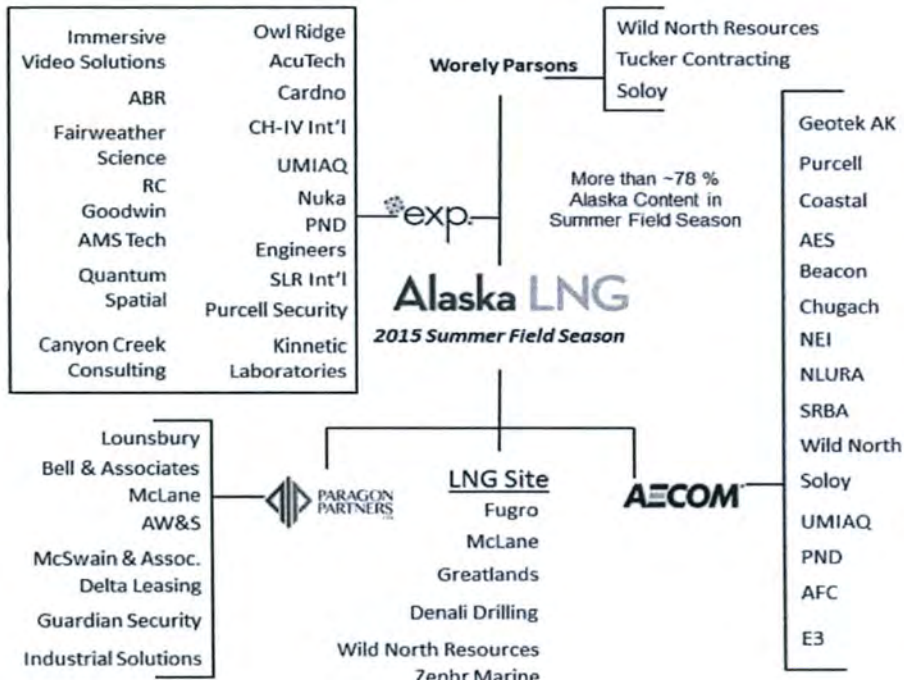 Immersive
Video Solutions
ABR
Fairweather
Science
RC
Goodwin
AMS Tech
Quantum
Spatial
Canyon Creek
Consulting
Owl Ridge
AcuTech
Cardno
CH-IV Int'l
UMIAQ
Nuka
PND
Engineers
SLR Int'l
Purcell Security
Kinnetic
Laboratories
exp.
Worely Parsons
Wild North Resources
Tucker Contracting
Soloy
More than ~78 %
Alaska Content in
Summer Field Season
Alaska LNG
2015 Summer Field Season
Lounsbury
Bell & Associates
McLane
AW&S
McSwain & Assoc.
Delta Leasing
Guardian Security
Industrial Solutions
PARAGON
PARTNERS
LNG Site
Fugro
McLane
Greatlands
Denali Drilling
Wild North Resources
Zephr Marine
AECOM
Geotek AK
Purcell
Coastal
AES
Beacon
Chugach
NEI
NLURA
SRBA
Wild North
Soloy
UMIAQ
PND
AFC
E3